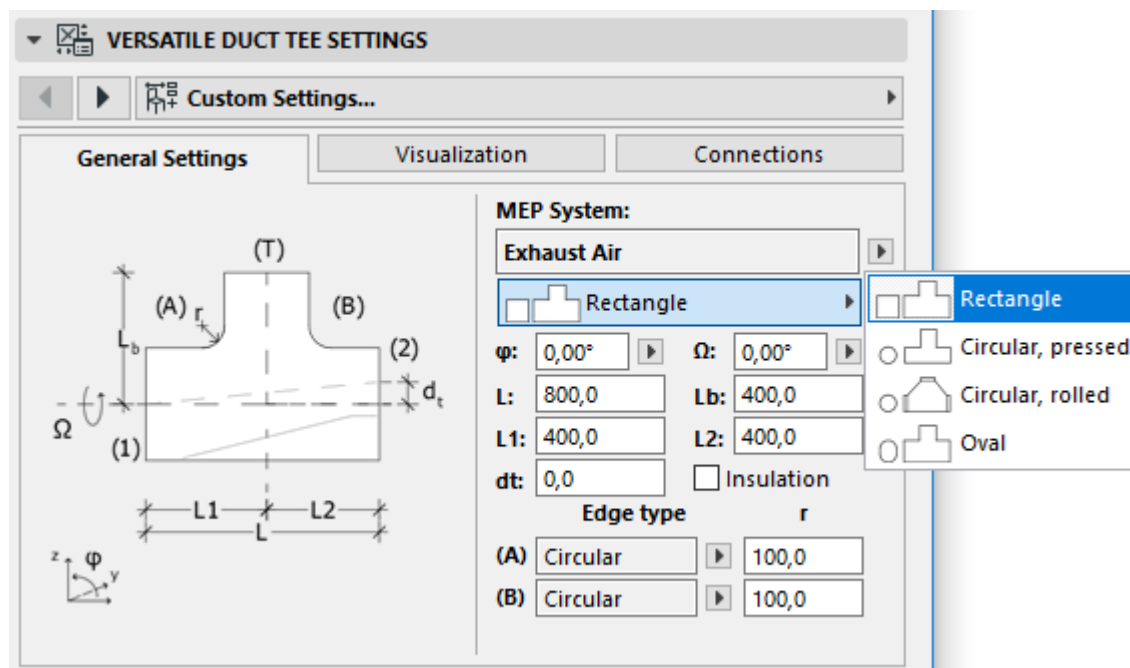 VERSATILE DUCT TEE SETTINGS
Custom Settings...
General Settings Visualization Connections
MEP System:
Exhaust Air
Rectangle
φ: 0,00° Ω: 0,00°
L: 800,0 Lb: 400,0
L1: 400,0 L2: 400,0
dt: 0,0 Insulation
Edge type r
(A) Circular 100,0
(B) Circular 100,0
Rectangle
Circular, pressed
Circular, rolled
Oval
(T)
(A) r (B)
Lb (2)
dt
Ω
(1)
L1 L2
L
z φ y